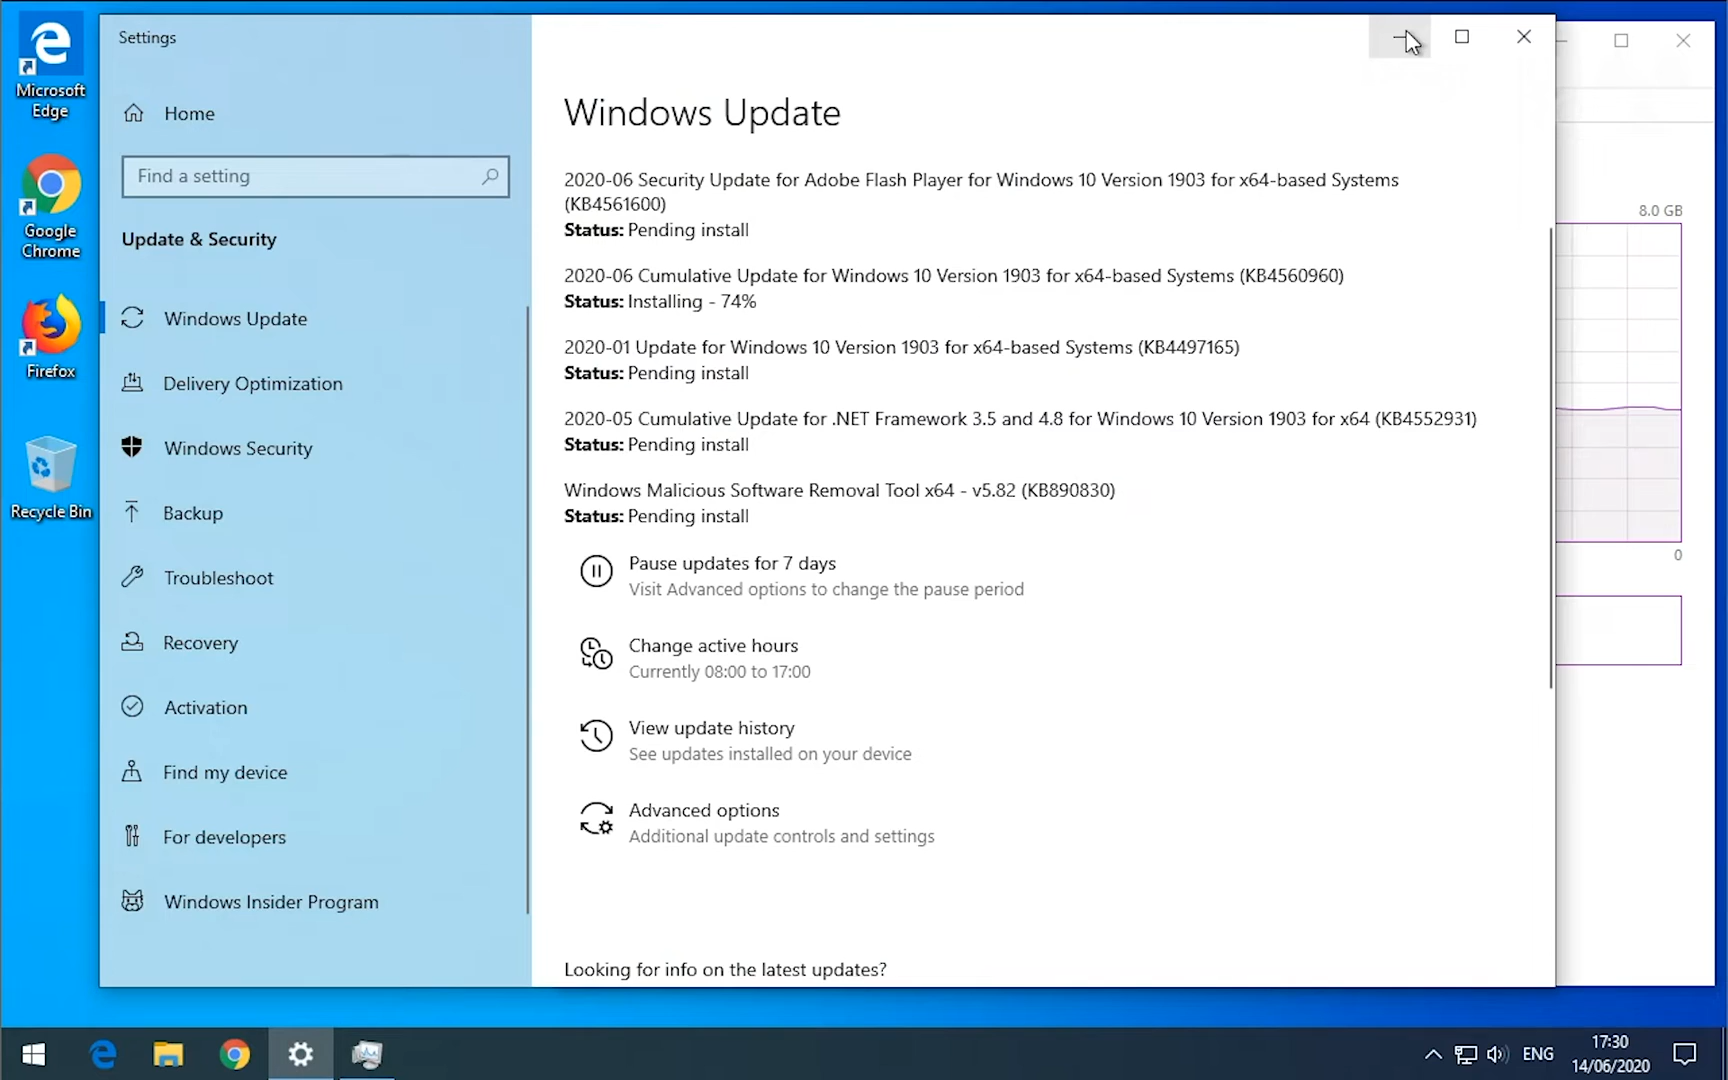 Microsoft
Edge
Google
Chrome
Firefox
Recycle Bin
Settings
Home
Find a setting
Update & Security
Windows Update
Delivery Optimization
Windows Security
Backup
Troubleshoot
Recovery
Activation
Find my device
For developers
Windows Insider Program
Windows Update
2020-06 Security Update for Adobe Flash Player for Windows 10 Version 1903 for x64-based Systems
(KB4561600)
Status: Pending install
2020-06 Cumulative Update for Windows 10 Version 1903 for x64-based Systems (KB4560960)
Status: Installing - 74%
2020-01 Update for Windows 10 Version 1903 for x64-based Systems (KB4497165)
Status: Pending install
2020-05 Cumulative Update for .NET Framework 3.5 and 4.8 for Windows 10 Version 1903 for x64 (KB4552931)
Status: Pending install
Windows Malicious Software Removal Tool x64 - v5.82 (KB890830)
Status: Pending install
Pause updates for 7 days
Visit Advanced options to change the pause period
Change active hours
Currently 08:00 to 17:00
View update history
See updates installed on your device
Advanced options
Additional update controls and settings
Looking for info on the latest updates?
8.0 GB
0
ENG
17:30
14/06/2020